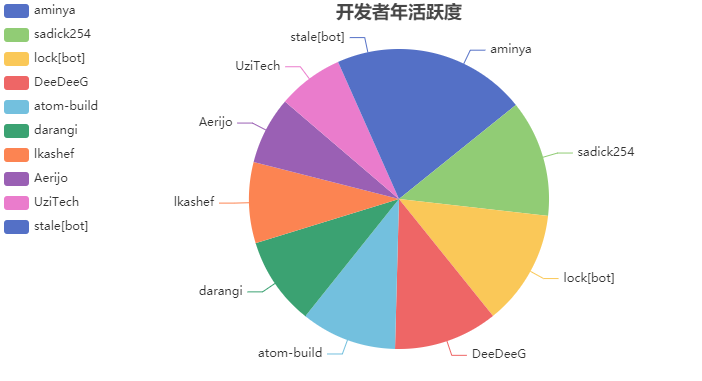 开发者年活跃度
aminya
sadick254
lock[bot]
DeeDeeG
atom-build
darangi
lkashef
Aerijo
UziTech
stale[bot]
stale[bot]
aminya
UziTech
Aerijo
sadick254
lkashef
lock[bot]
darangi
atom-build
DeeDeeG